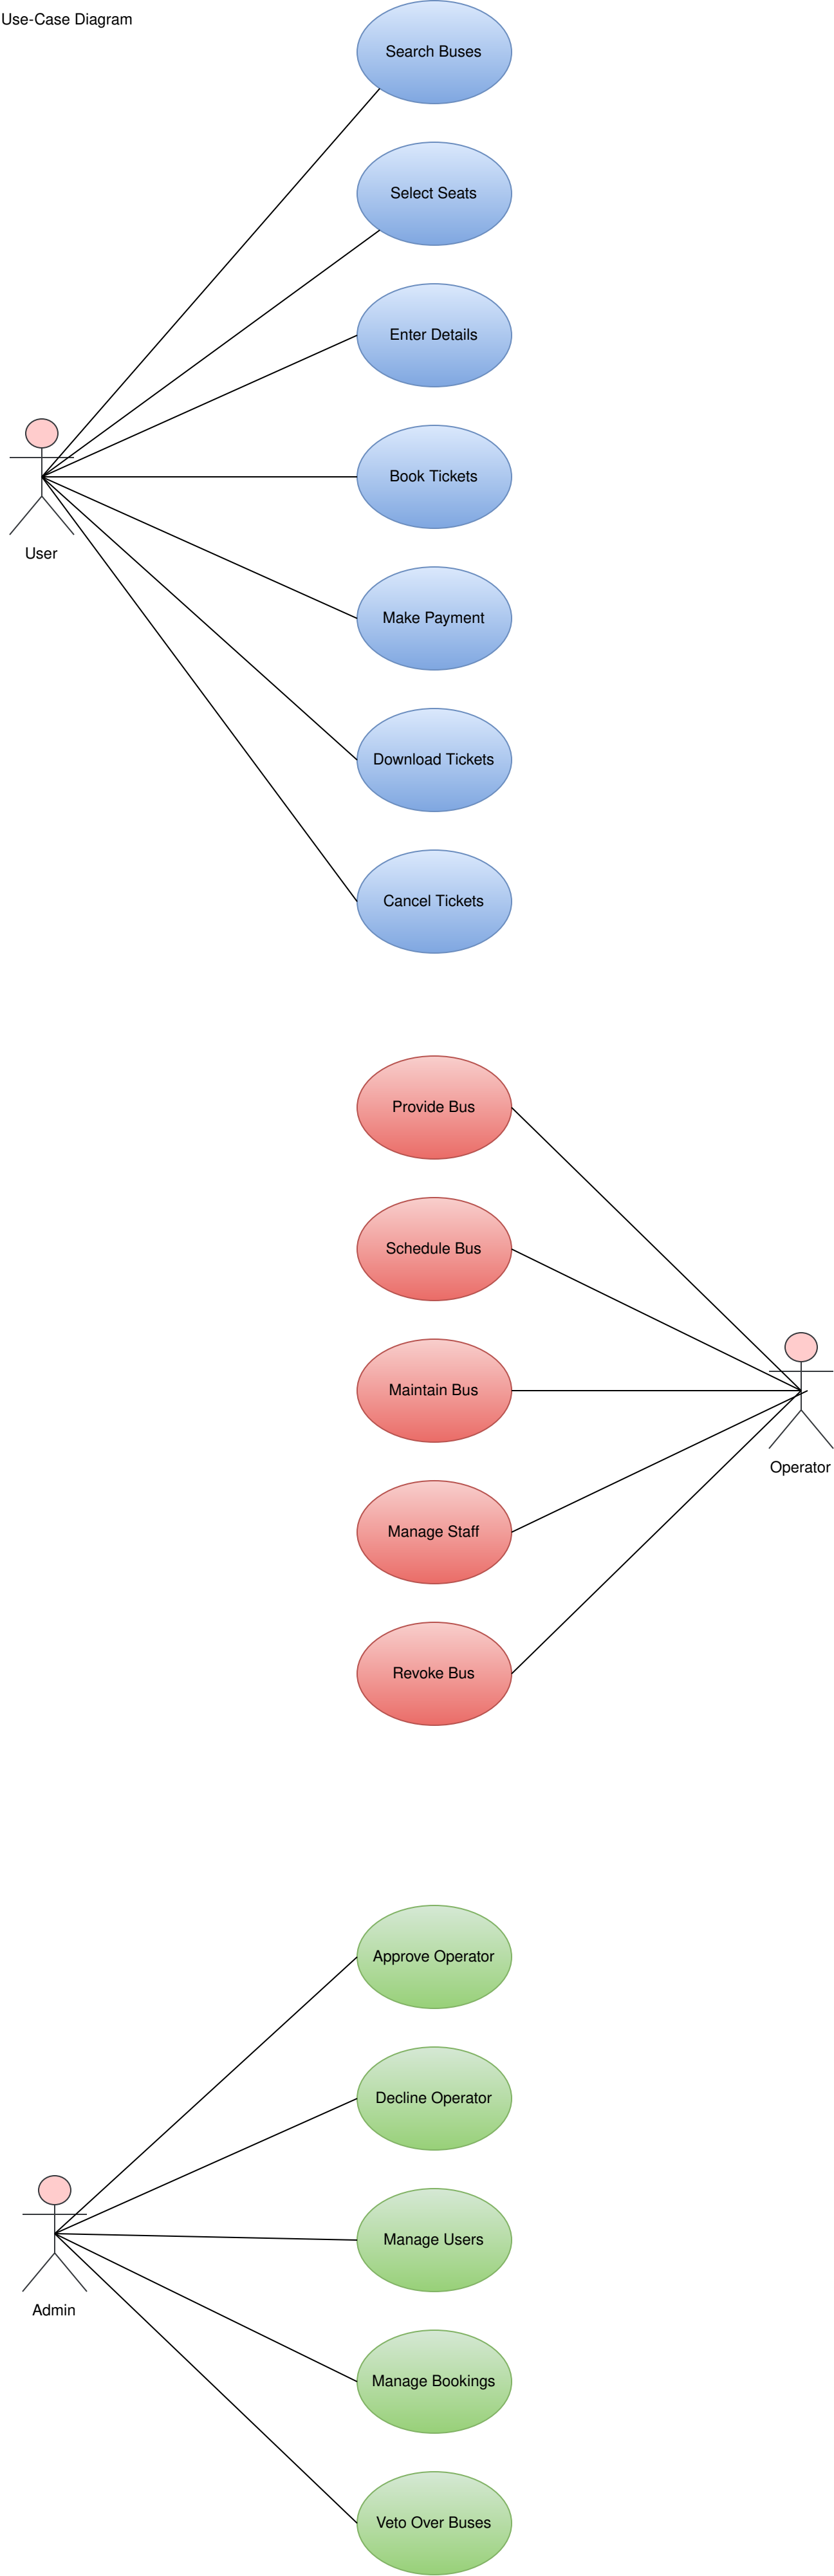 Use-Case Diagram
Search Buses
Select Seats
Enter Details
Book Tickets
User
Make Payment
Download Tickets
Cancel Tickets
Provide Bus
Schedule Bus
Maintain Bus
Operator
Manage Staff
Revoke Bus
Approve Operator
Decline Operator
Manage Users
Admin
Manage Bookings
Veto Over Buses